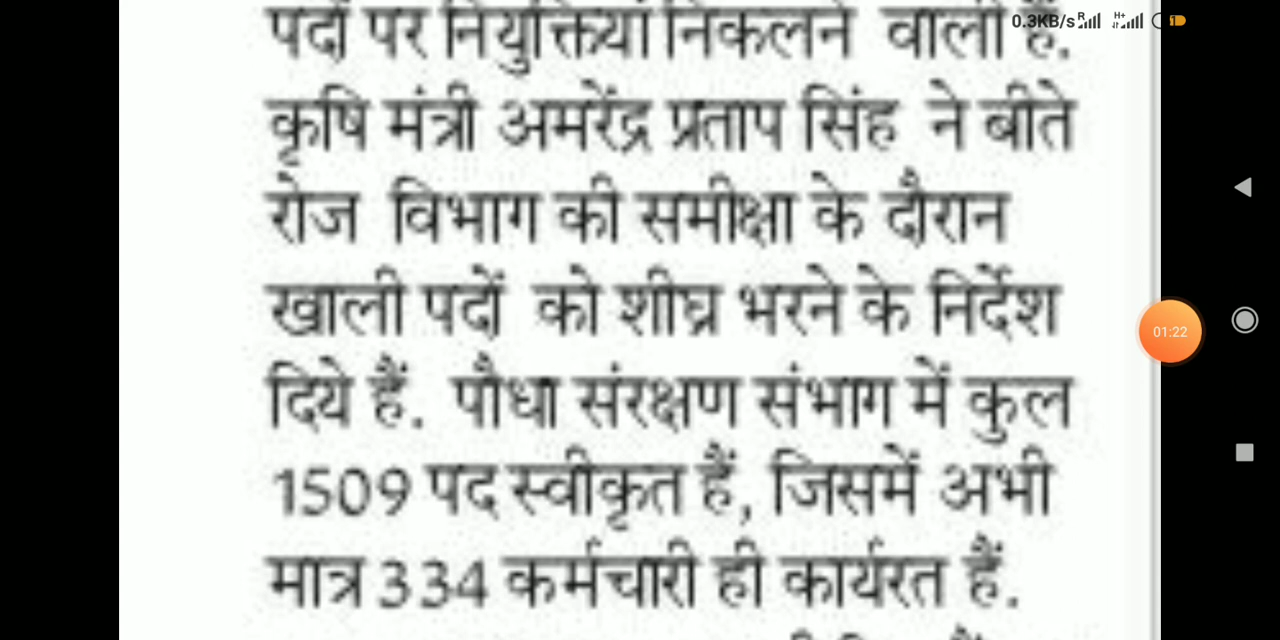 0.3KB/s R H+ 1
पदों पर नियुक्तियां निकलने वाली हैं.
कृषि मंत्री अमरेंद्र प्रताप सिंह ने बीते
रोज विभाग की समीक्षा के दौरान
खाली पदों को शीघ्र भरने के निर्देश
01:22
दिये हैं. पौधा संरक्षण संभाग में कुल
1509 पद स्वीकृत हैं, जिसमें अभी
मात्र 334 कर्मचारी ही कार्यरत हैं.